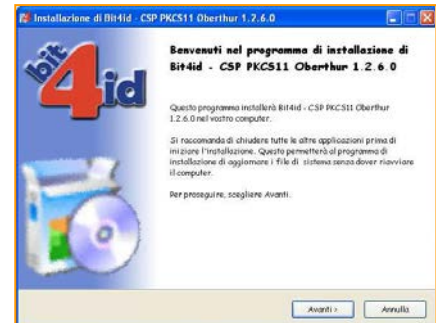 Installazione di Bit4id - CSP PKCS11 Oberthur 1.2.6.0
bit
4id
Benvenuti nel programma di installazione di
Bit4id - CSP PKCS11 Oberthur 1.2.6.0
Questo programma installerà Bit4id - CSP PKCS11 Oberthur
1.2.6.0 nel vostro computer.
Si raccomanda di chiudere tutte le altre applicazioni prima di
iniziare l'installazione. Questo permetterà al programma di
installazione di aggiornare i file di sistema senza dover riavviare
il computer.
Per proseguire, scegliere Avanti.
Avanti >
Annulla